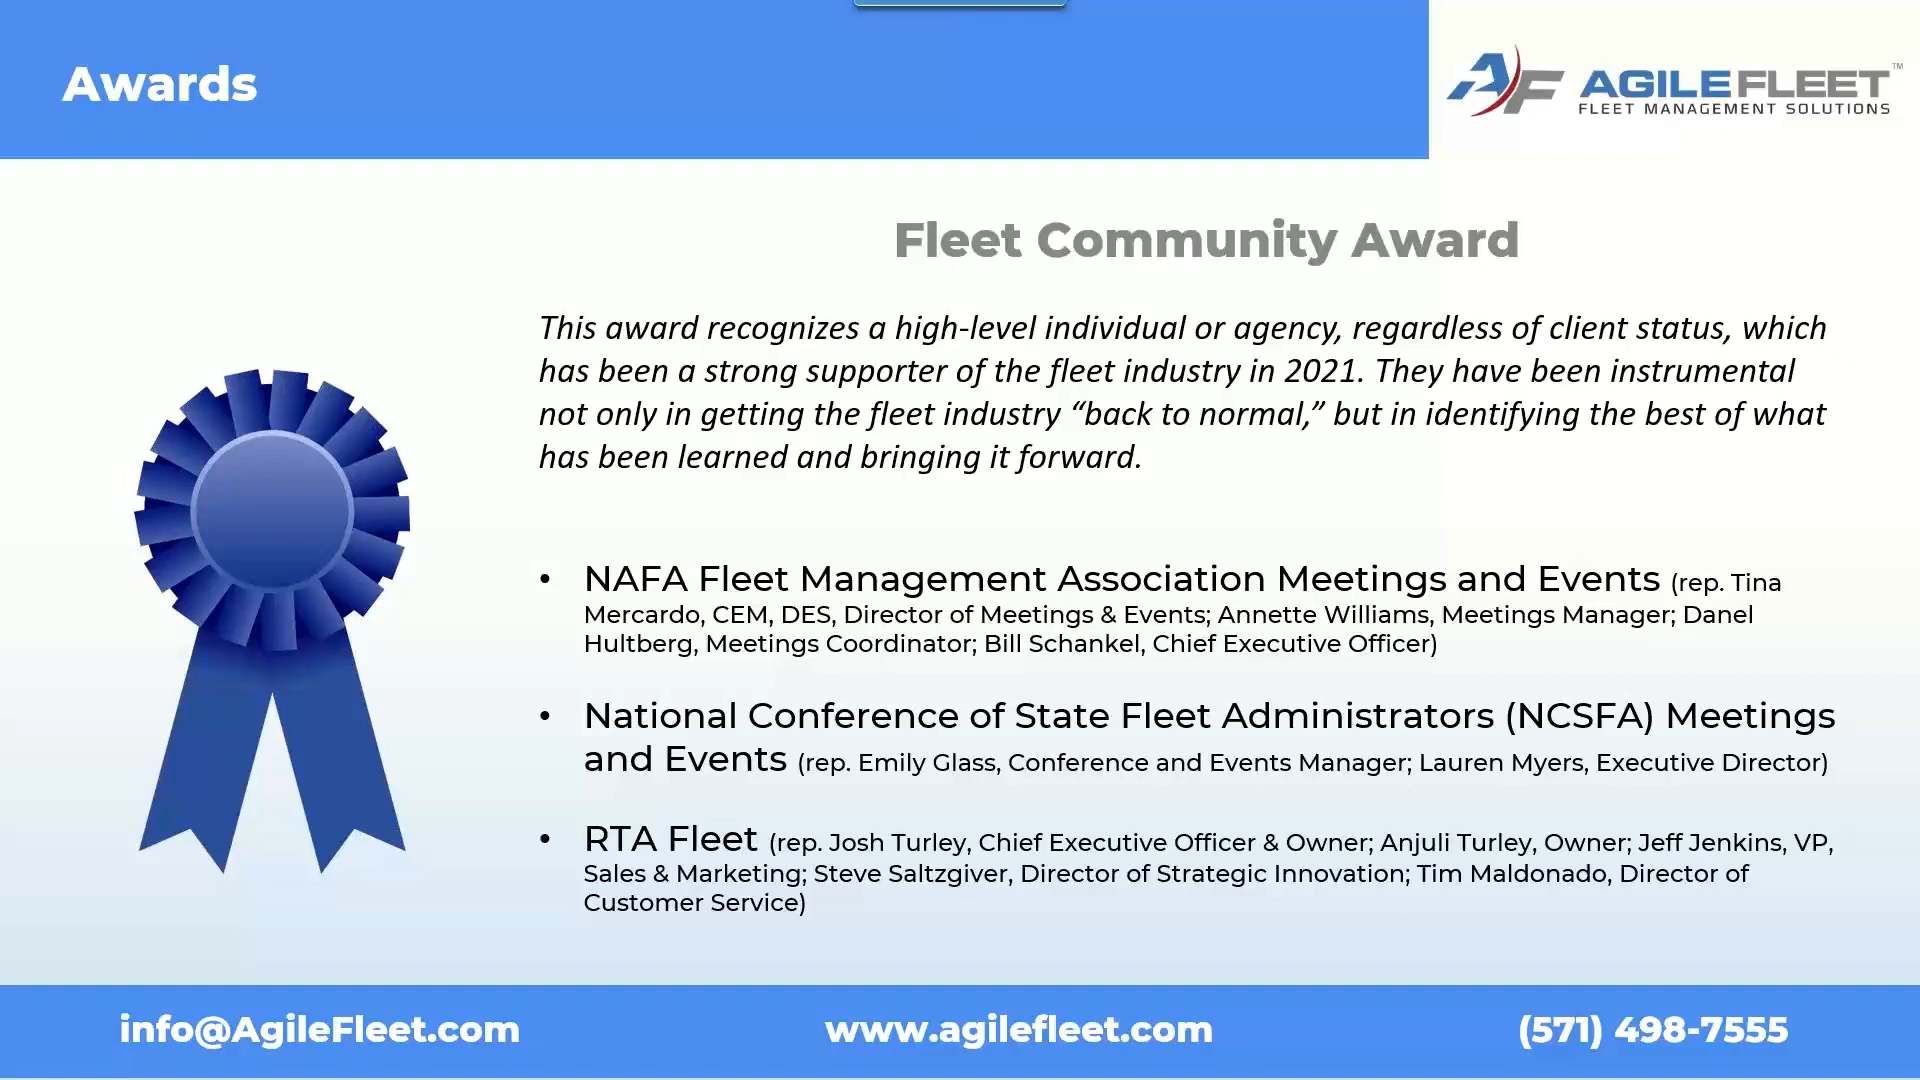 Awards
AF AGILEFLEET™
FLEET MANAGEMENT SOLUTIONS
Fleet Community Award
This award recognizes a high-level individual or agency, regardless of client status, which
has been a strong supporter of the fleet industry in 2021. They have been instrumental
not only in getting the fleet industry “back to normal,” but in identifying the best of what
has been learned and bringing it forward.
• NAFA Fleet Management Association Meetings and Events (rep. Tina
Mercardo, CEM, DES, Director of Meetings & Events; Annette Williams, Meetings Manager; Danel
Hultberg, Meetings Coordinator; Bill Schankel, Chief Executive Officer)
• National Conference of State Fleet Administrators (NCSFA) Meetings
and Events (rep. Emily Glass, Conference and Events Manager; Lauren Myers, Executive Director)
• RTA Fleet (rep. Josh Turley, Chief Executive Officer & Owner; Anjuli Turley, Owner; Jeff Jenkins, VP,
Sales & Marketing; Steve Saltzgiver, Director of Strategic Innovation; Tim Maldonado, Director of
Customer Service)
info@AgileFleet.com
www.agilefleet.com
(571) 498-7555